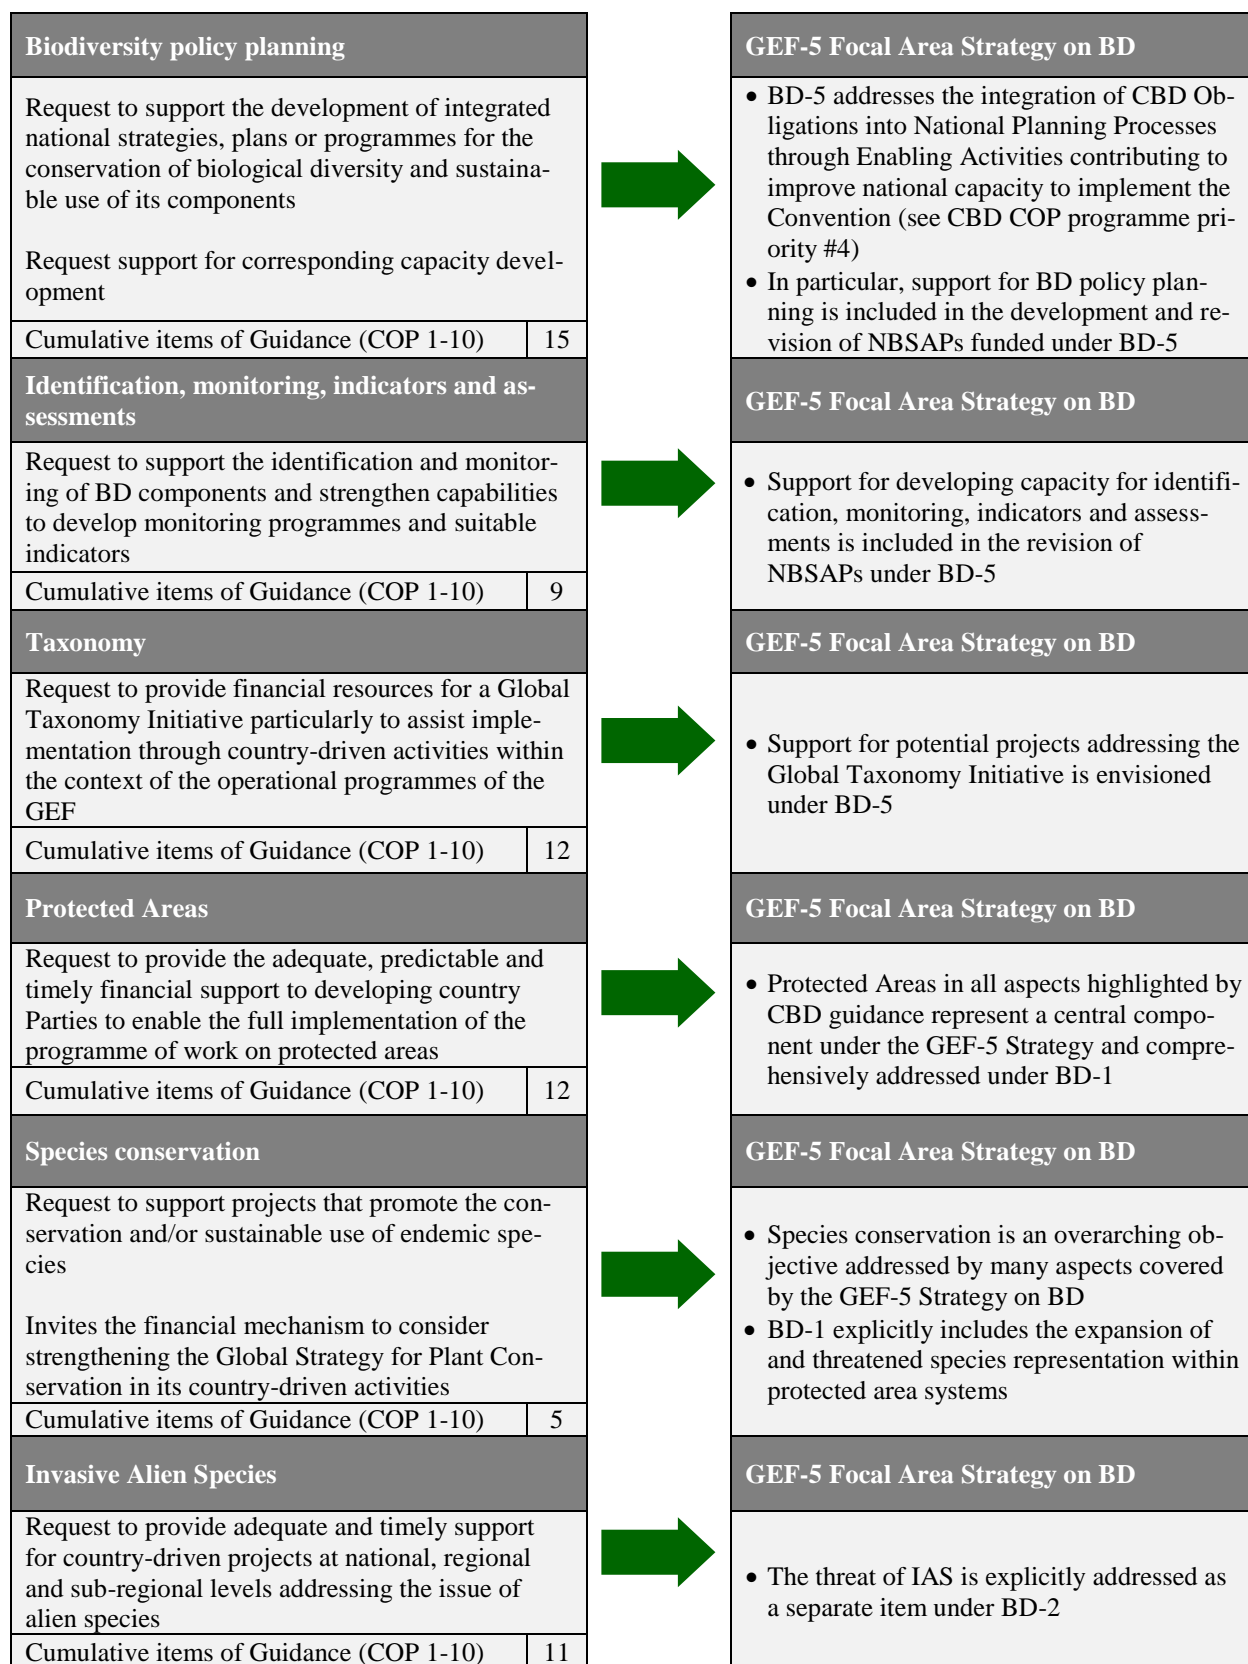 Biodiversity policy planning
GEF-5 Focal Area Strategy on BD
Request to support the development of integrated
national strategies, plans or programmes for the
conservation of biological diversity and sustaina-
ble use of its components
Request support for corresponding capacity devel-
opment
Cumulative items of Guidance (COP 1-10) 15
• BD-5 addresses the integration of CBD Ob-
ligations into National Planning Processes
through Enabling Activities contributing to
improve national capacity to implement the
Convention (see CBD COP programme pri-
ority #4)
• In particular, support for BD policy plan-
ning is included in the development and re-
vision of NBSAPs funded under BD-5
Identification, monitoring, indicators and as-
sessments
GEF-5 Focal Area Strategy on BD
Request to support the identification and monitor-
ing of BD components and strengthen capabilities
to develop monitoring programmes and suitable
indicators
Cumulative items of Guidance (COP 1-10) 9
• Support for developing capacity for identifi-
cation, monitoring, indicators and assess-
ments is included in the revision of
NBSAPs under BD-5
Taxonomy
GEF-5 Focal Area Strategy on BD
Request to provide financial resources for a Global
Taxonomy Initiative particularly to assist imple-
mentation through country-driven activities within
the context of the operational programmes of the
GEF
Cumulative items of Guidance (COP 1-10) 12
• Support for potential projects addressing the
Global Taxonomy Initiative is envisioned
under BD-5
Protected Areas
GEF-5 Focal Area Strategy on BD
Request to provide the adequate, predictable and
timely financial support to developing country
Parties to enable the full implementation of the
programme of work on protected areas
Cumulative items of Guidance (COP 1-10) 12
• Protected Areas in all aspects highlighted by
CBD guidance represent a central compo-
nent under the GEF-5 Strategy and compre-
hensively addressed under BD-1
Species conservation
GEF-5 Focal Area Strategy on BD
Request to support projects that promote the con-
servation and/or sustainable use of endemic spe-
cies
Invites the financial mechanism to consider
strengthening the Global Strategy for Plant Con-
servation in its country-driven activities
Cumulative items of Guidance (COP 1-10) 5
• Species conservation is an overarching ob-
jective addressed by many aspects covered
by the GEF-5 Strategy on BD
• BD-1 explicitly includes the expansion of
and threatened species representation within
protected area systems
Invasive Alien Species
GEF-5 Focal Area Strategy on BD
Request to provide adequate and timely support
for country-driven projects at national, regional
and sub-regional levels addressing the issue of
alien species
Cumulative items of Guidance (COP 1-10) 11
• The threat of IAS is explicitly addressed as
a separate item under BD-2